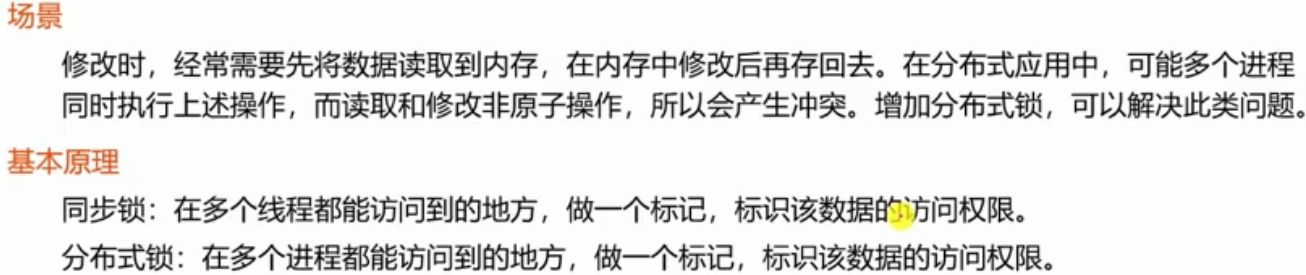 场景
修改时，经常需要先将数据读取到内存，在内存中修改后再存回去。在分布式应用中，可能多个进程
同时执行上述操作，而读取和修改非原子操作，所以会产生冲突。增加分布式锁，可以解决此类问题。
基本原理
同步锁：在多个线程都能访问到的地方，做一个标记，标识该数据的访问权限。
分布式锁：在多个进程都能访问到的地方，做一个标记，标识该数据的访问权限。